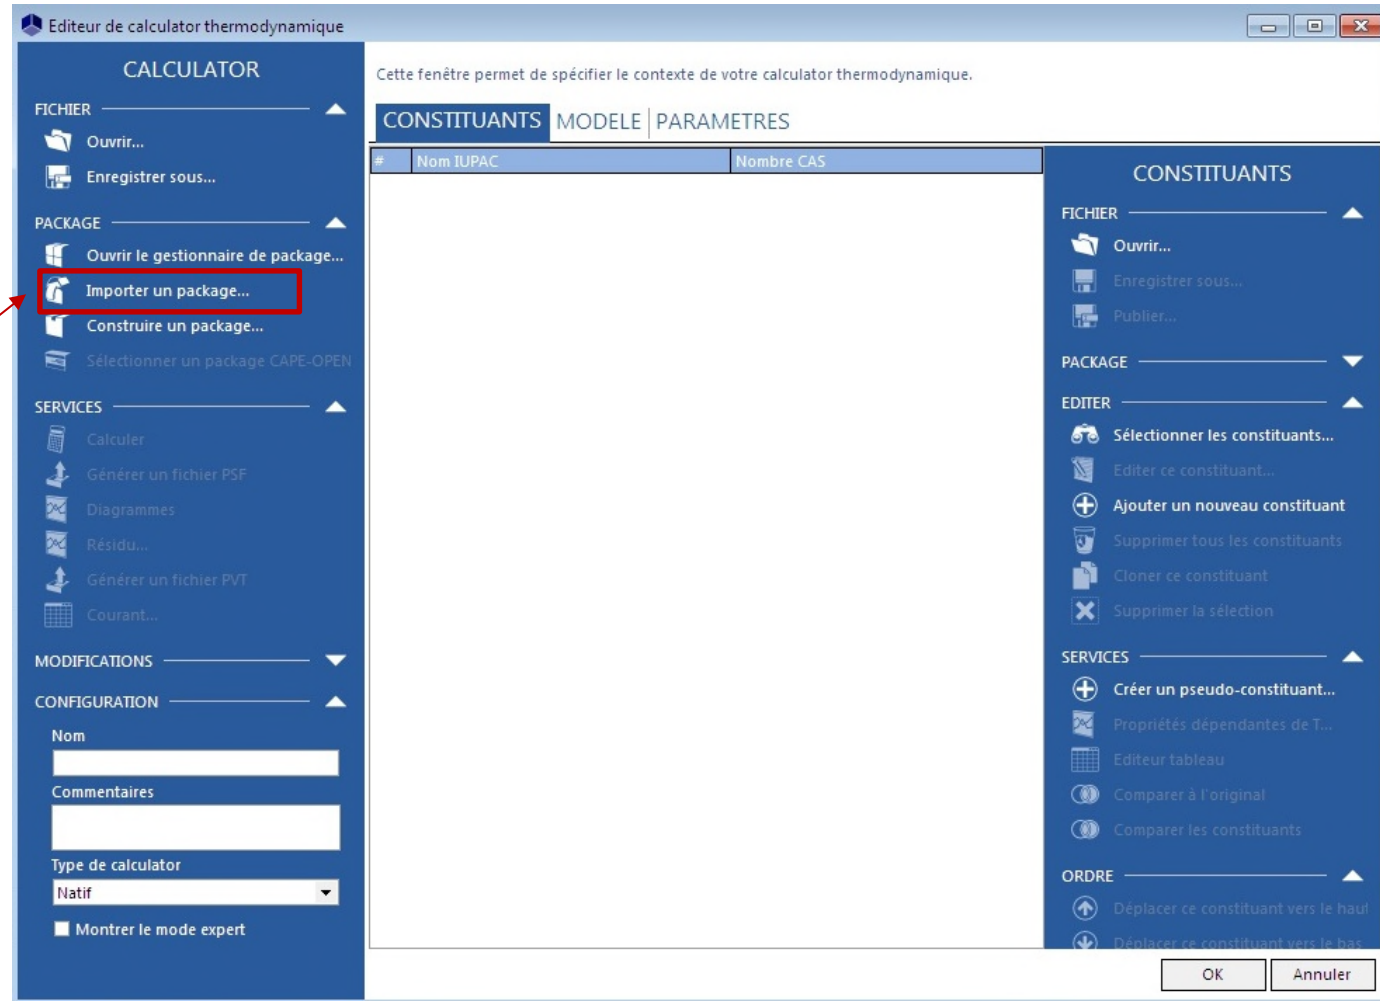 Editeur de calculator thermodynamique
CALCULATOR
FICHIER
Ouvrir...
Enregistrer sous...
PACKAGE
Ouvrir le gestionnaire de package...
Importer un package...
Construire un package...
Sélectionner un package CAPE-OPEN
SERVICES
Calculer
Générer un fichier PSF
Diagrammes
Résidu...
Générer un fichier PVT
Courant...
MODIFICATIONS
CONFIGURATION
Nom
Commentaires
Type de calculator
Natif
Montrer le mode expert
Cette fenêtre permet de spécifier le contexte de votre calculator thermodynamique.
CONSTITUANTS MODELE PARAMETRES
# Nom IUPAC Nombre CAS
CONSTITUANTS
FICHIER
Ouvrir...
Enregistrer sous...
Publier...
PACKAGE
EDITER
Sélectionner les constituants...
Editer ce constituant...
Ajouter un nouveau constituant
Supprimer tous les constituants
Cloner ce constituant
Supprimer la sélection
SERVICES
Créer un pseudo-constituant...
Propriétés dépendantes de T...
Editeur tableau
Comparer à l'original
Comparer les constituants
ORDRE
Déplacer ce constituant vers le haut
Déplacer ce constituant vers le bas
OK Annuler